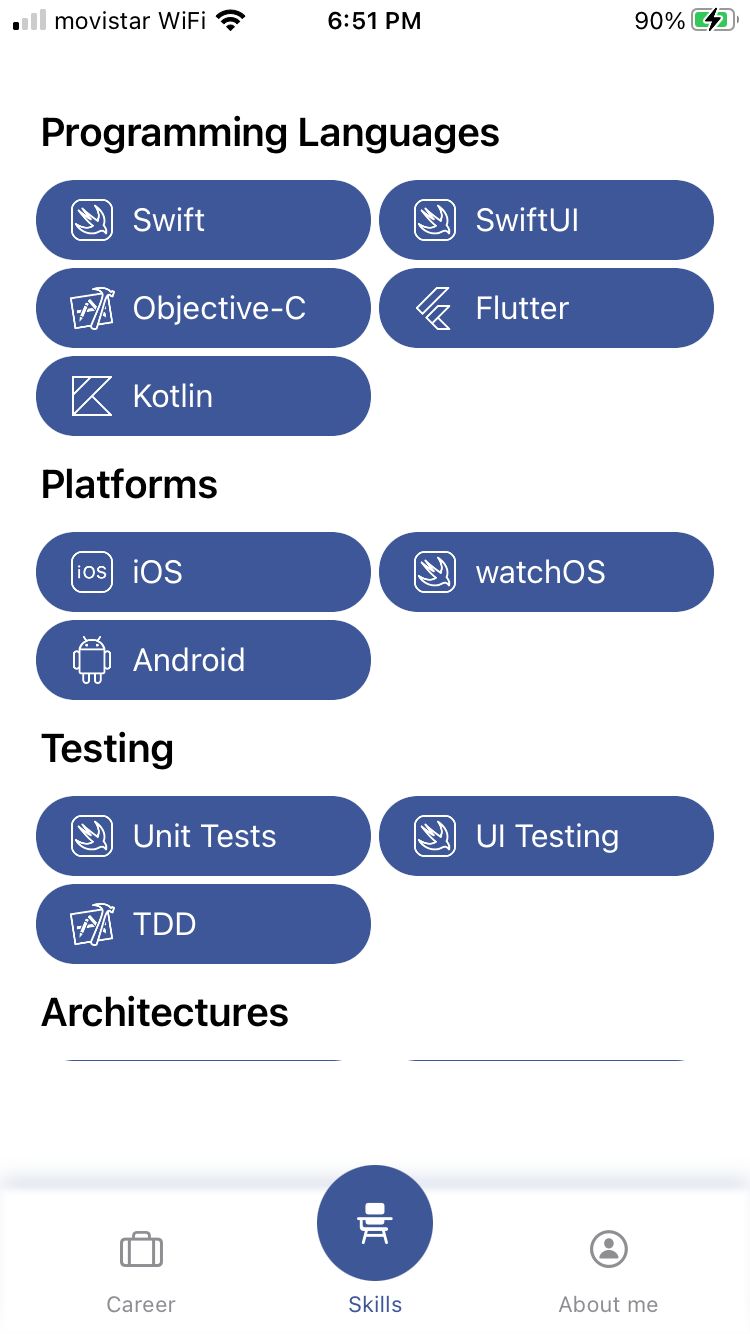 movistar WiFi 6:51 PM 90%
Programming Languages
Swift SwiftUI
Objective-C Flutter
Kotlin
Platforms
iOS iOS watchOS
Android
Testing
Unit Tests UI Testing
TDD
Architectures
Career Skills About me